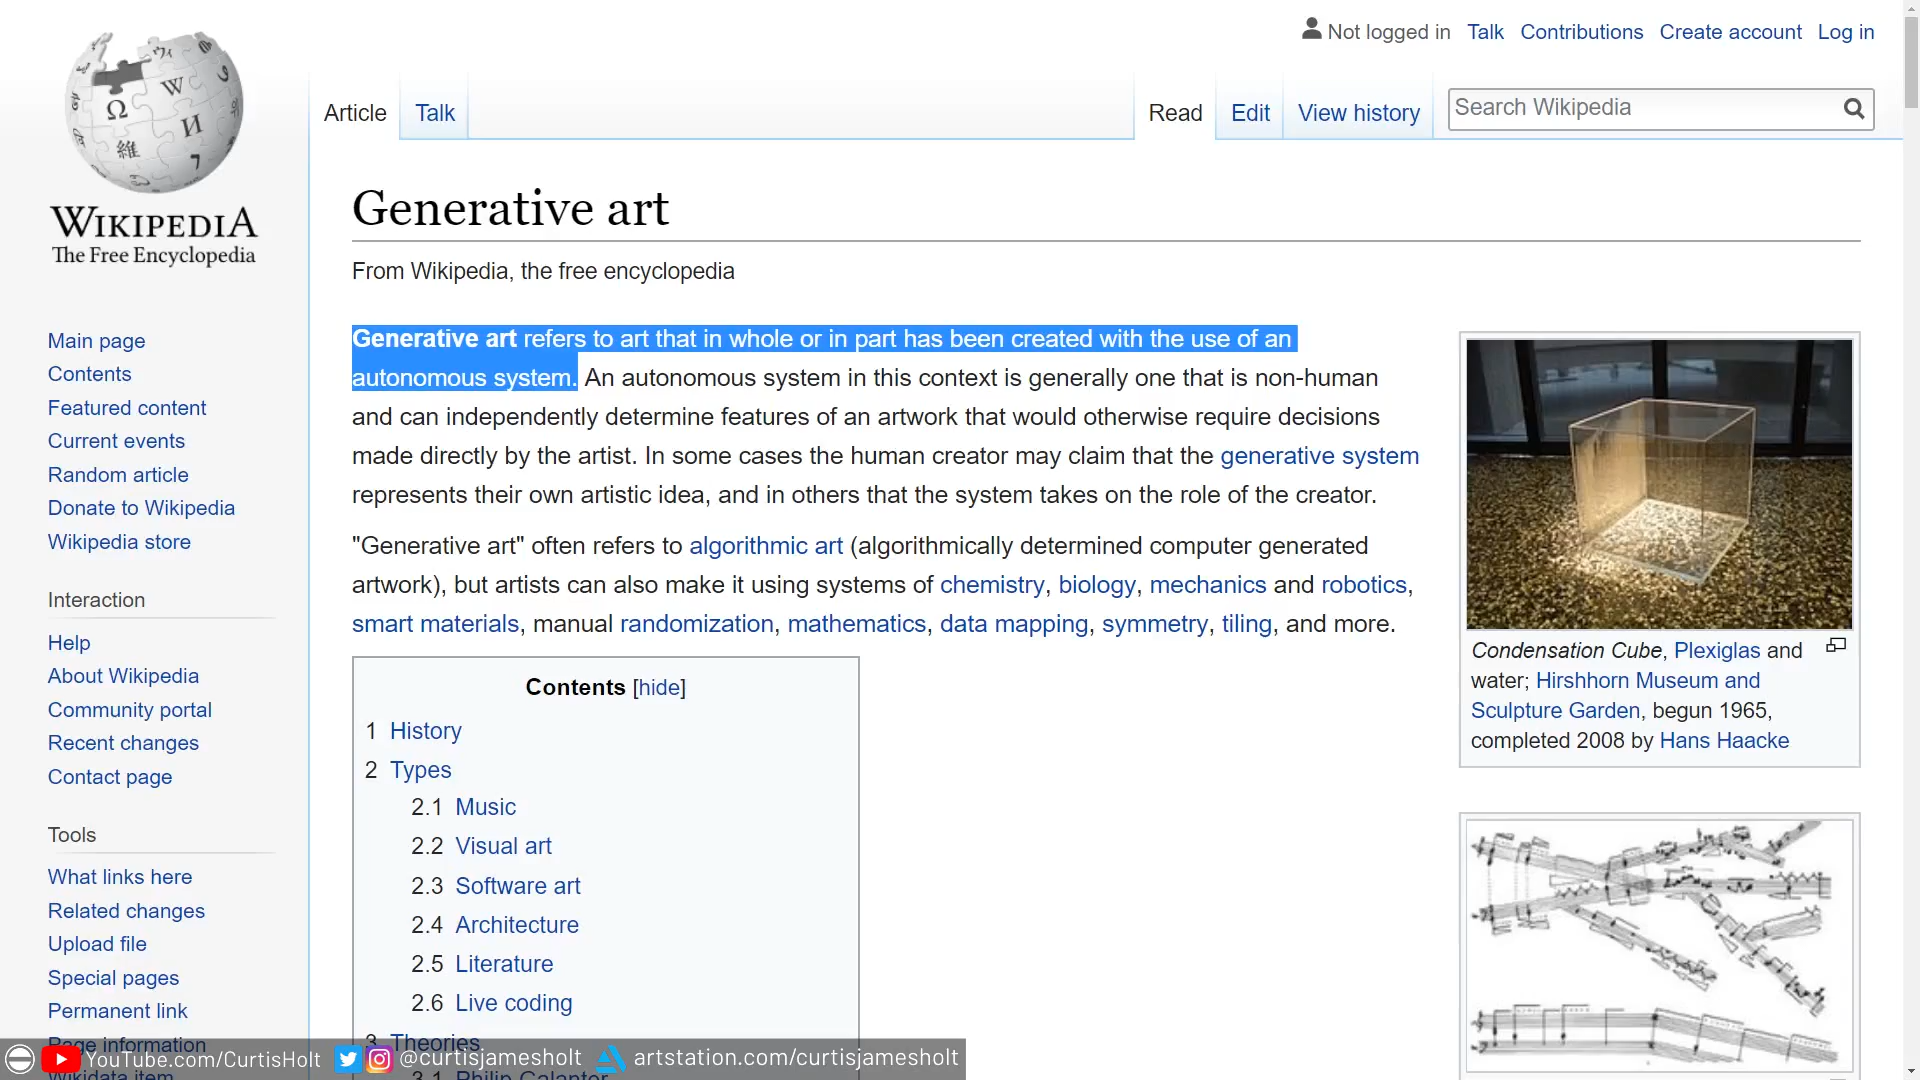 Not logged in Talk Contributions Create account Log in
Article Talk Read Edit View history Search Wikipedia
WIKIPEDIA
The Free Encyclopedia
Main page
Contents
Featured content
Current events
Random article
Donate to Wikipedia
Wikipedia store
Interaction
Help
About Wikipedia
Community portal
Recent changes
Contact page
Tools
What links here
Related changes
Upload file
Special pages
Permanent link
Page information
Wikidata item
Generative art
From Wikipedia, the free encyclopedia
Generative art refers to art that in whole or in part has been created with the use of an
autonomous system. An autonomous system in this context is generally one that is non-human
and can independently determine features of an artwork that would otherwise require decisions
made directly by the artist. In some cases the human creator may claim that the generative system
represents their own artistic idea, and in others that the system takes on the role of the creator.
"Generative art" often refers to algorithmic art (algorithmically determined computer generated
artwork), but artists can also make it using systems of chemistry, biology, mechanics and robotics,
smart materials, manual randomization, mathematics, data mapping, symmetry, tiling, and more.
Contents [hide]
1 History
2 Types
2.1 Music
2.2 Visual art
2.3 Software art
2.4 Architecture
2.5 Literature
2.6 Live coding
3 Theories
3.1 Philip Galanter
Condensation Cube, Plexiglas and
water; Hirshhorn Museum and
Sculpture Garden, begun 1965,
completed 2008 by Hans Haacke
YouTube.com/CurtisHolt @curtisjamesholt artstation.com/curtisjamesholt